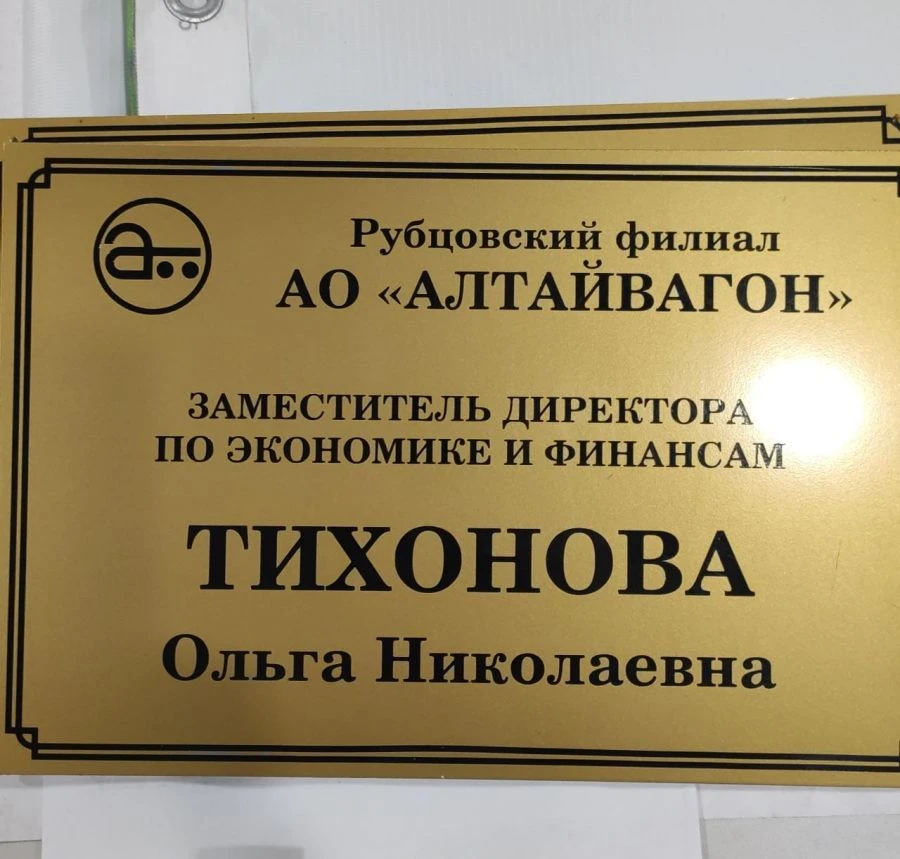 Рубцовский филиал
АО «АЛТАЙВАГОН»
ЗАМЕСТИТЕЛЬ ДИРЕКТОРА
ПО ЭКОНОМИКЕ И ФИНАНСАМ
ТИХОНОВА
Ольга Николаевна